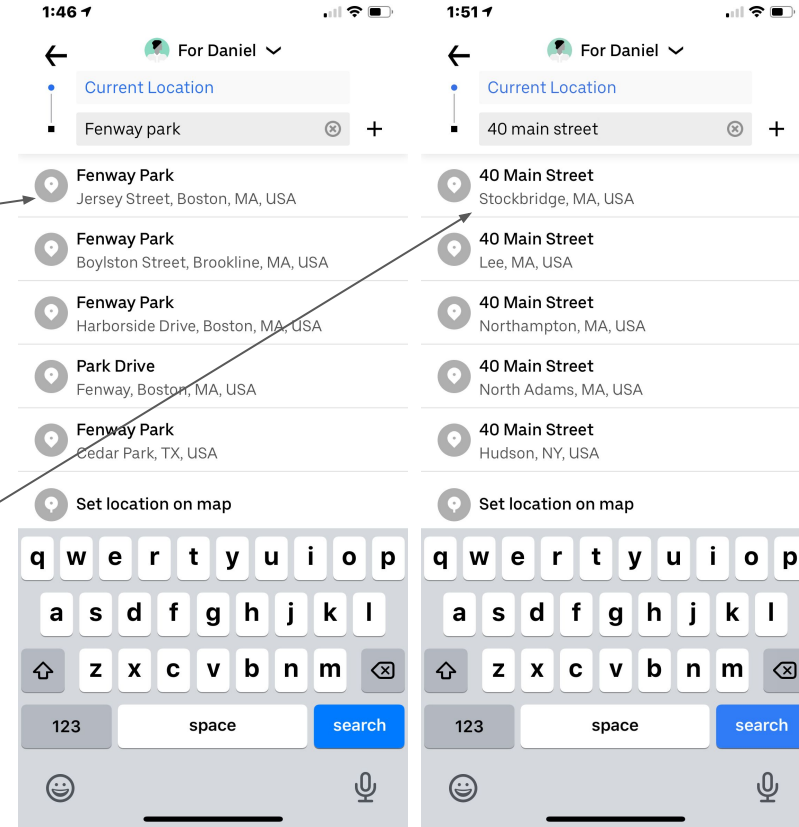 1:46
For Daniel
Current Location
Fenway park
Fenway Park
Jersey Street, Boston, MA, USA
Fenway Park
Boylston Street, Brookline, MA, USA
Fenway Park
Harborside Drive, Boston, MA, USA
Park Drive
Fenway, Boston, MA, USA
Fenway Park
Cedar Park, TX, USA
Set location on map
q w e r t y u i o p
a s d f g h j k l
z x c v b n m
123 space search
1:51
For Daniel
Current Location
40 main street
40 Main Street
Stockbridge, MA, USA
40 Main Street
Lee, MA, USA
40 Main Street
Northampton, MA, USA
40 Main Street
North Adams, MA, USA
40 Main Street
Hudson, NY, USA
Set location on map
q w e r t y u i o p
a s d f g h j k l
z x c v b n m
123 space search